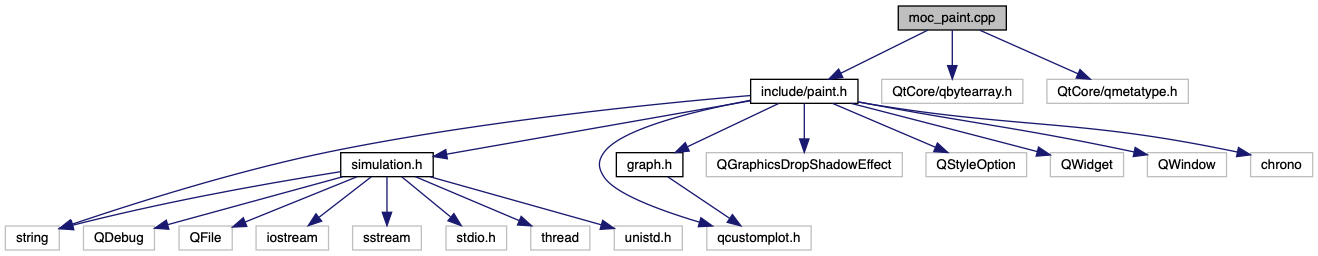 moc_paint.cpp
include/paint.h
QtCore/qbytearray.h
QtCore/qmetatype.h
simulation.h
graph.h
QGraphicsDropShadowEffect
QStyleOption
QWidget
QWindow
chrono
string
QDebug
QFile
iostream
sstream
stdio.h
thread
unistd.h
qcustomplot.h